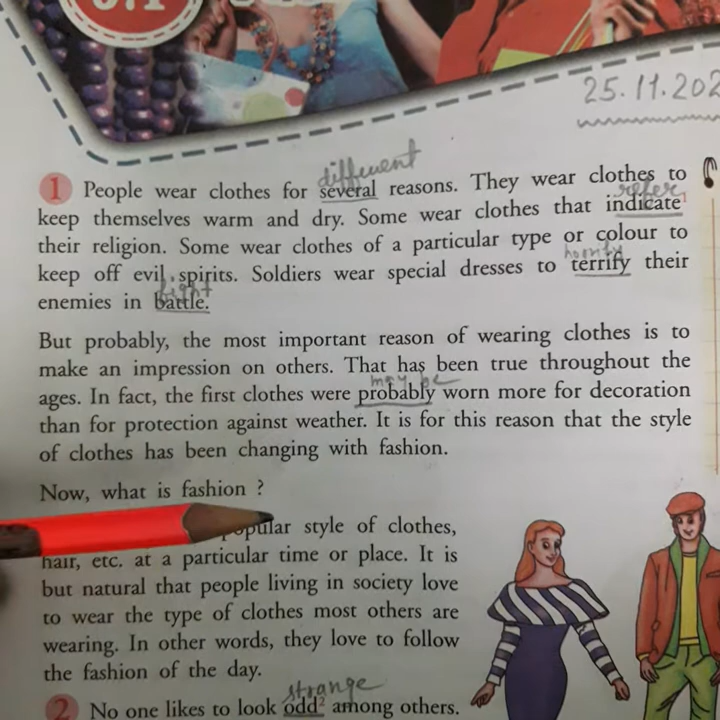 25.11.202
different
1 People wear clothes for several reasons. They wear clothes to
refer
keep themselves warm and dry. Some wear clothes that indicate1
their religion. Some wear clothes of a particular type or colour to
horrify
keep off evil spirits. Soldiers wear special dresses to terrify their
fight
enemies in battle.
But probably, the most important reason of wearing clothes is to
make an impression on others. That has been true throughout the
may be
ages. In fact, the first clothes were probably worn more for decoration
than for protection against weather. It is for this reason that the style
of clothes has been changing with fashion.
Now, what is fashion ?
popular style of clothes,
hair, etc. at a particular time or place. It is
but natural that people living in society love
to wear the type of clothes most others are
wearing. In other words, they love to follow
the fashion of the day.
strange
2 No one likes to look odd2 among others.